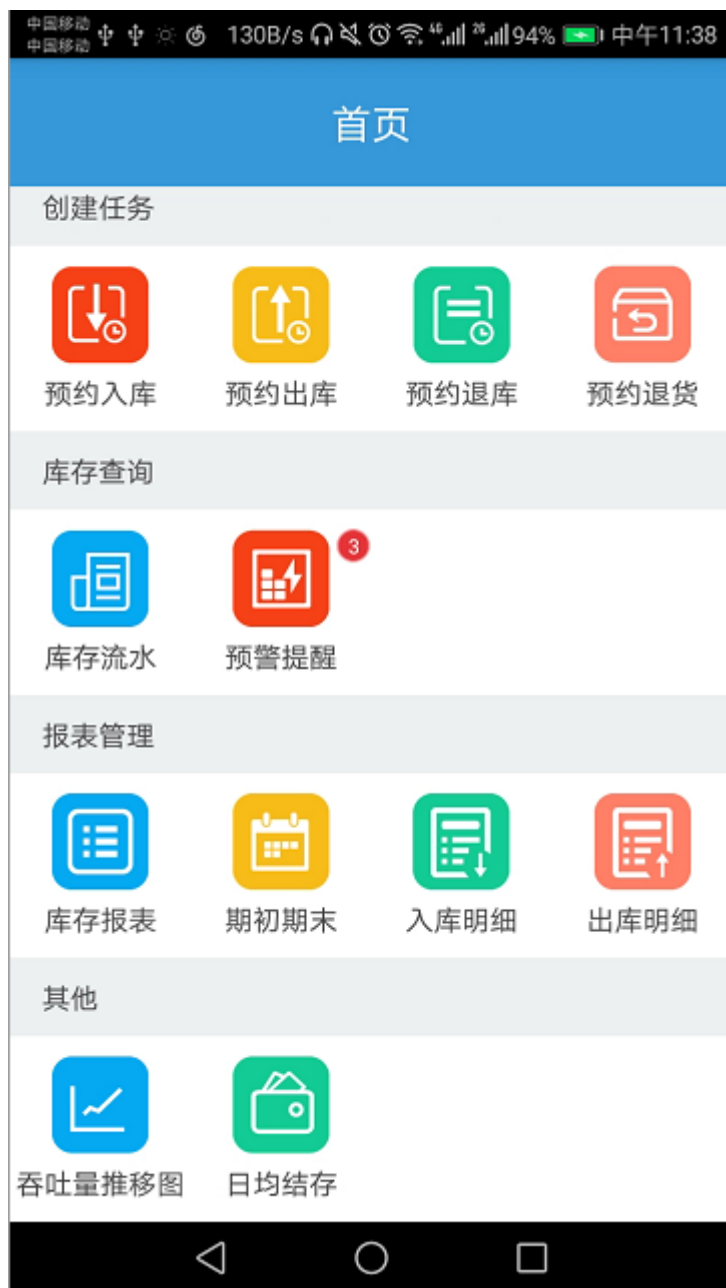 中国移动
中国移动
130B/s 4G 2G 94% 中午11:38
首页
创建任务
预约入库 预约出库 预约退库 预约退货
库存查询
3
库存流水 预警提醒
报表管理
库存报表 期初期末 入库明细 出库明细
其他
吞吐量推移图 日均结存